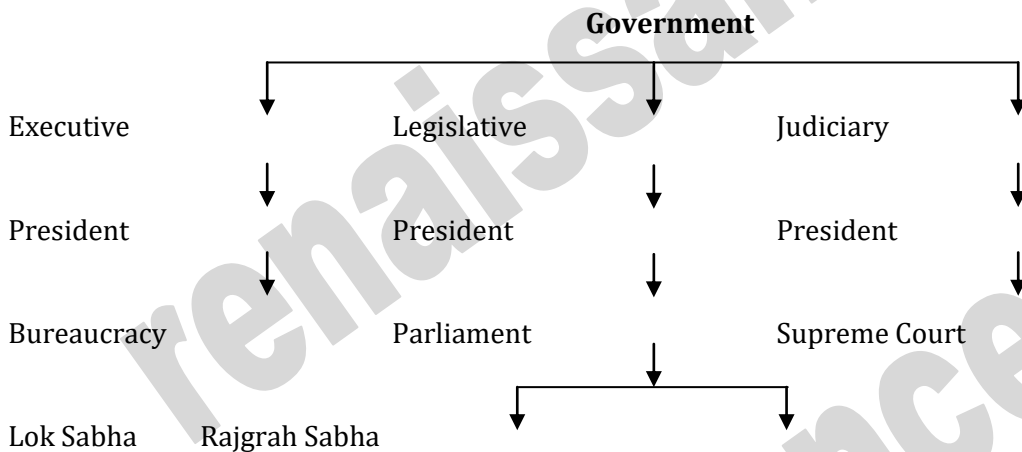 Government
Executive Legislative Judiciary
President President President
Bureaucracy Parliament Supreme Court
Lok Sabha Rajgrah Sabha